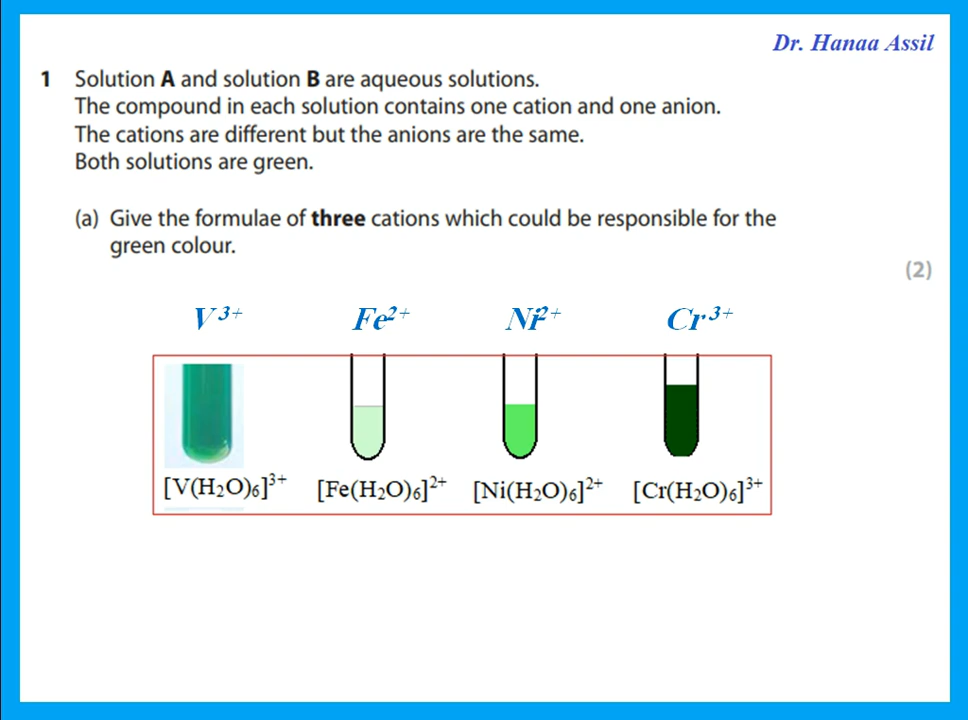 Dr. Hanaa Assil
1 Solution A and solution B are aqueous solutions.
The compound in each solution contains one cation and one anion.
The cations are different but the anions are the same.
Both solutions are green.
(a) Give the formulae of three cations which could be responsible for the
green colour.
(2)
V³⁺ Fe²⁺ Ni²⁺ Cr³⁺
[V(H₂O)₆]³⁺ [Fe(H₂O)₆]²⁺ [Ni(H₂O)₆]²⁺ [Cr(H₂O)₆]³⁺